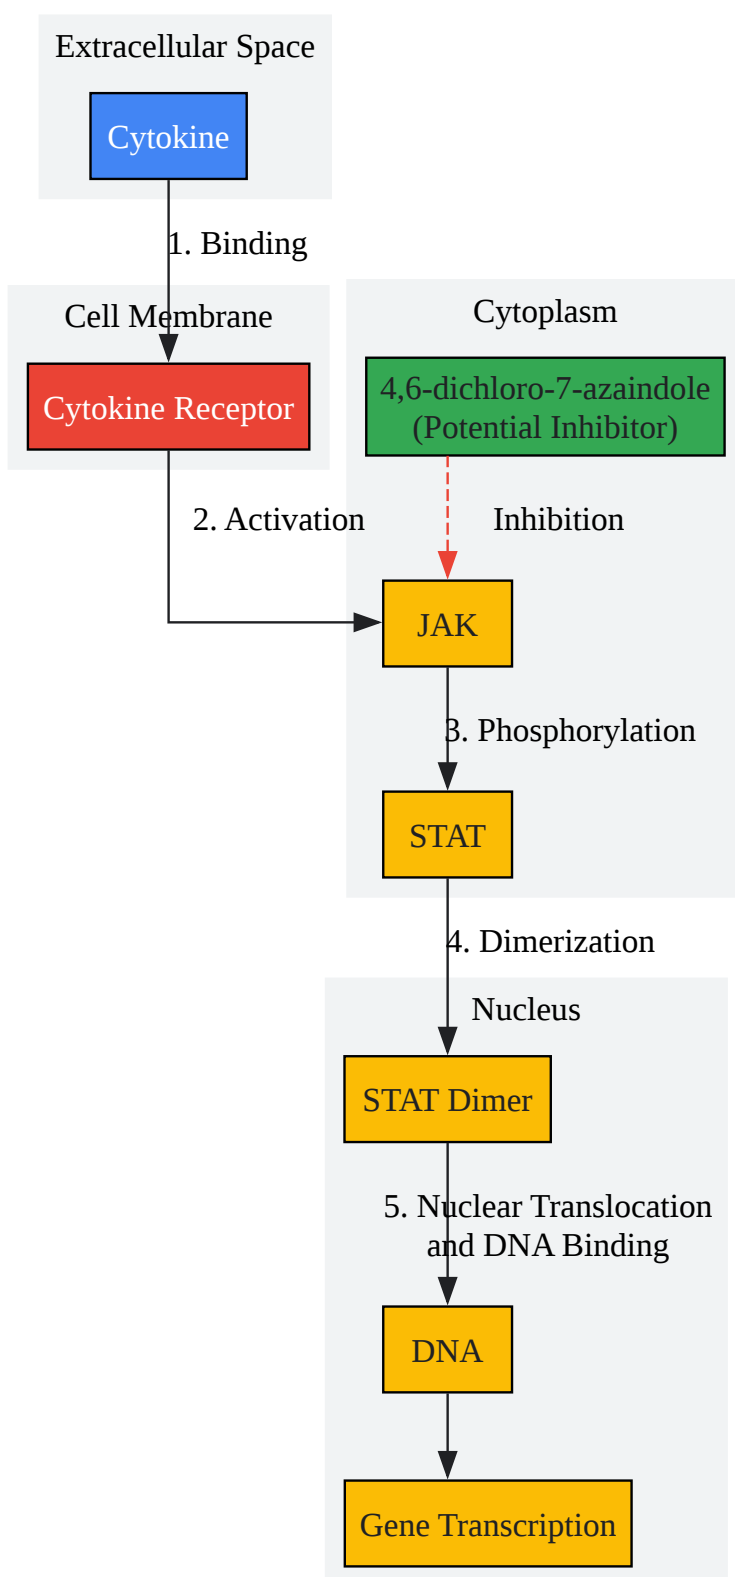 Extracellular Space
Cytokine
1. Binding
Cell Membrane
Cytokine Receptor
Cytoplasm
4,6-dichloro-7-azaindole
(Potential Inhibitor)
2. Activation
Inhibition
JAK
3. Phosphorylation
STAT
4. Dimerization
Nucleus
STAT Dimer
5. Nuclear Translocation
and DNA Binding
DNA
Gene Transcription